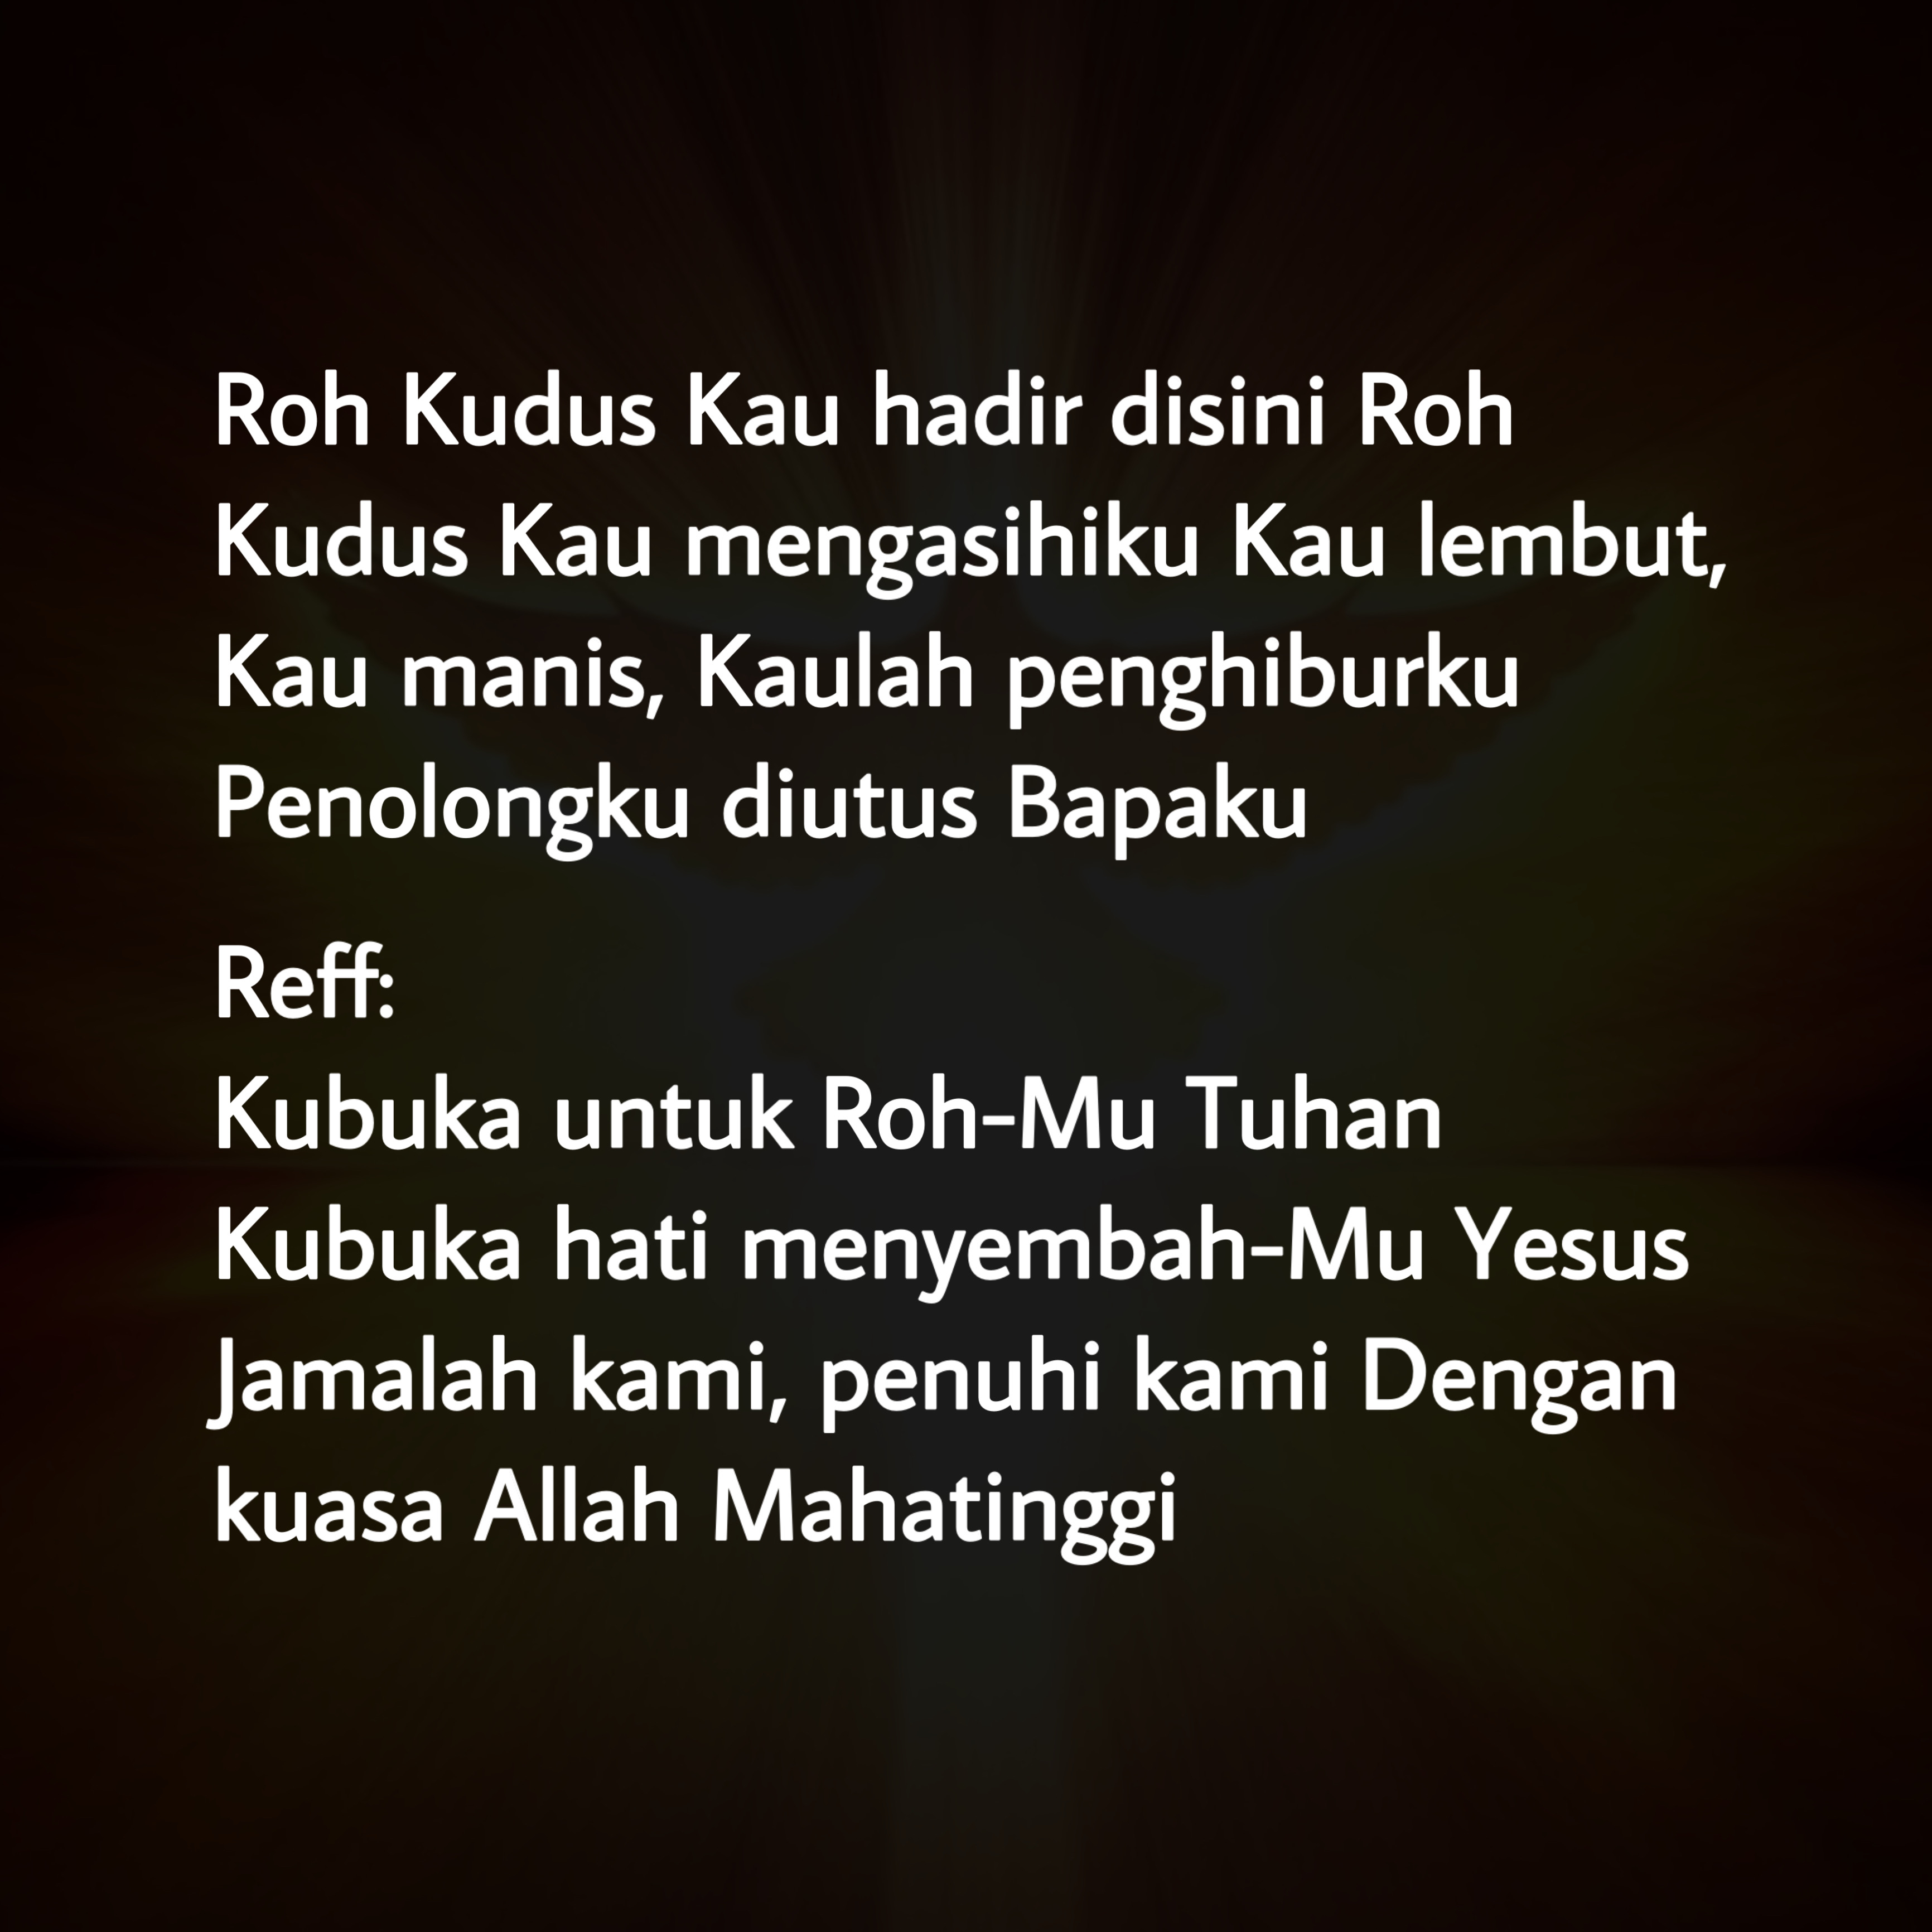 Roh Kudus Kau hadir disini Roh
Kudus Kau mengasihiku Kau lembut,
Kau manis, Kaulah penghiburku
Penolongku diutus Bapaku
Reff:
Kubuka untuk Roh-Mu Tuhan
Kubuka hati menyembah-Mu Yesus
Jamalah kami, penuhi kami Dengan
kuasa Allah Mahatinggi